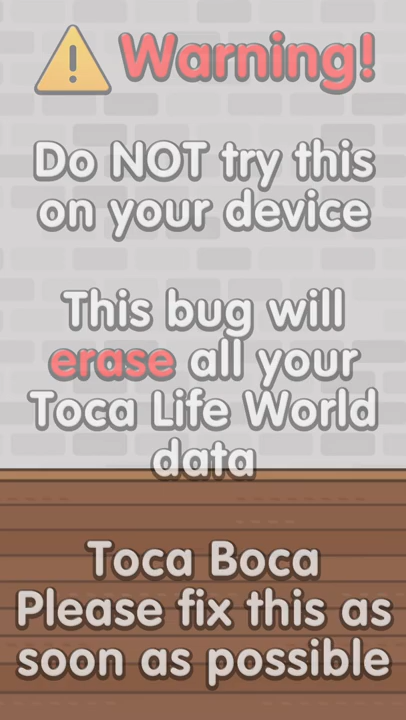 Warning!
Do NOT try this
on your device
This bug will
erase all your
Toca Life World
data
Toca Boca
Please fix this as
soon as possible